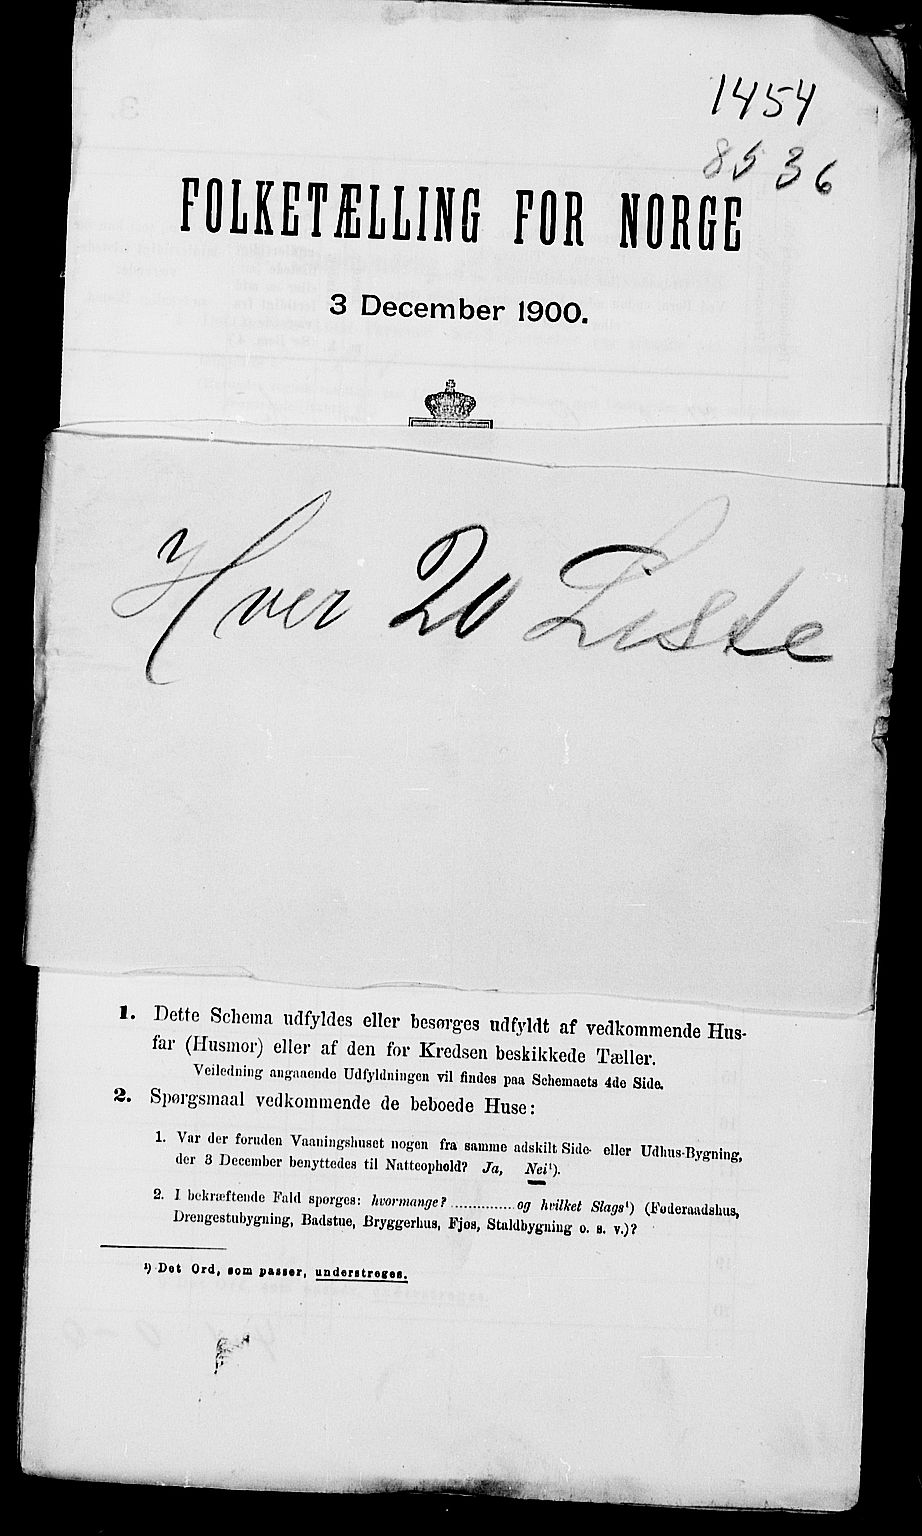 1454
8536
FOLKETÆLLING FOR NORGE
3 December 1900.
Hver 20 Liste
1. Dette Schema udfyldes eller besørges udfyldt af vedkommende Hus-
far (Husmor) eller af den for Kredsen beskikkede Tæller.
Veiledning angaaende Udfyldningen vil findes paa Schemaets 4de Side.
2. Spørgsmaal vedkommende de beboede Huse:
1. Var der foruden Vaaningshuset nogen fra samme adskilt Side- eller Udhus-Bygning,
der 3 December benyttedes til Natteophold? Ja, Nei¹).
2. I bekræftende Fald spørges: hvormange? .............. og hvilket Slags¹) (Føderaadshus,
Drengestubygning, Badstue, Bryggerhus, Fjøs, Staldbygning o. s. v.)?
¹) Det Ord, som passer, understreges.